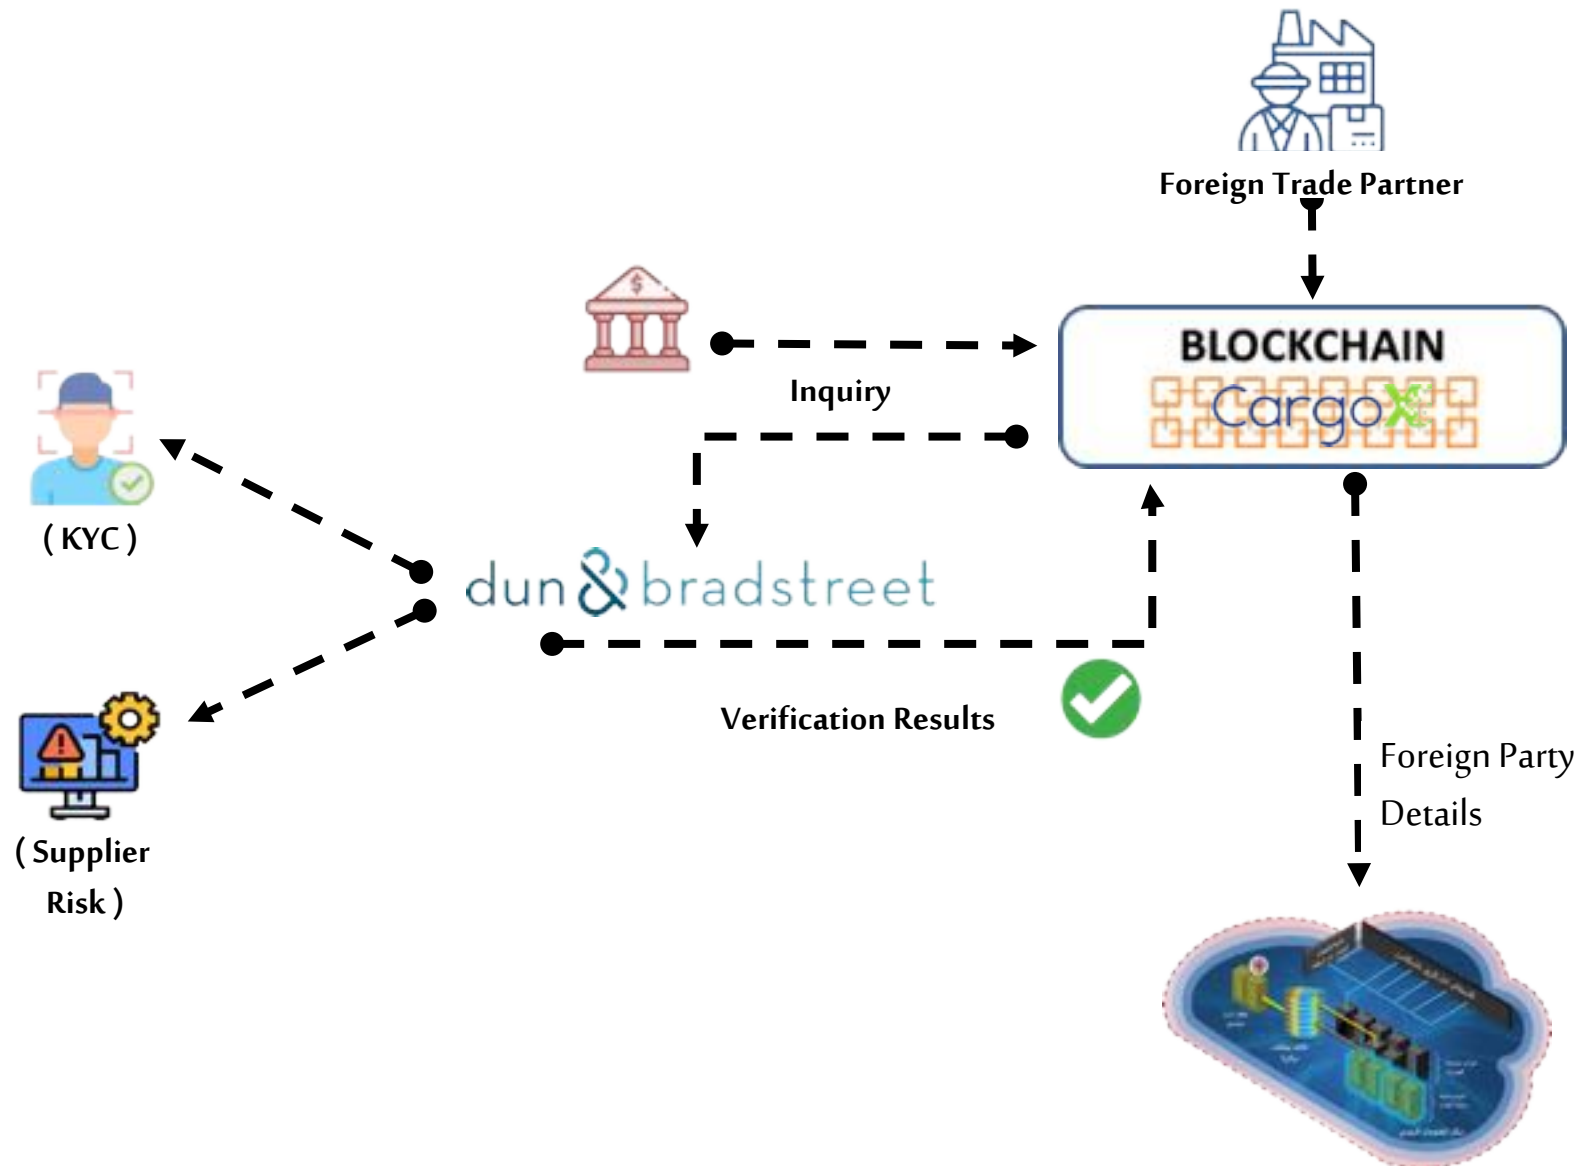 Foreign Trade Partner
$
BLOCKCHAIN
CargoX
Inquiry
( KYC )
dun & bradstreet
Verification Results
( Supplier
Risk )
Foreign Party
Details